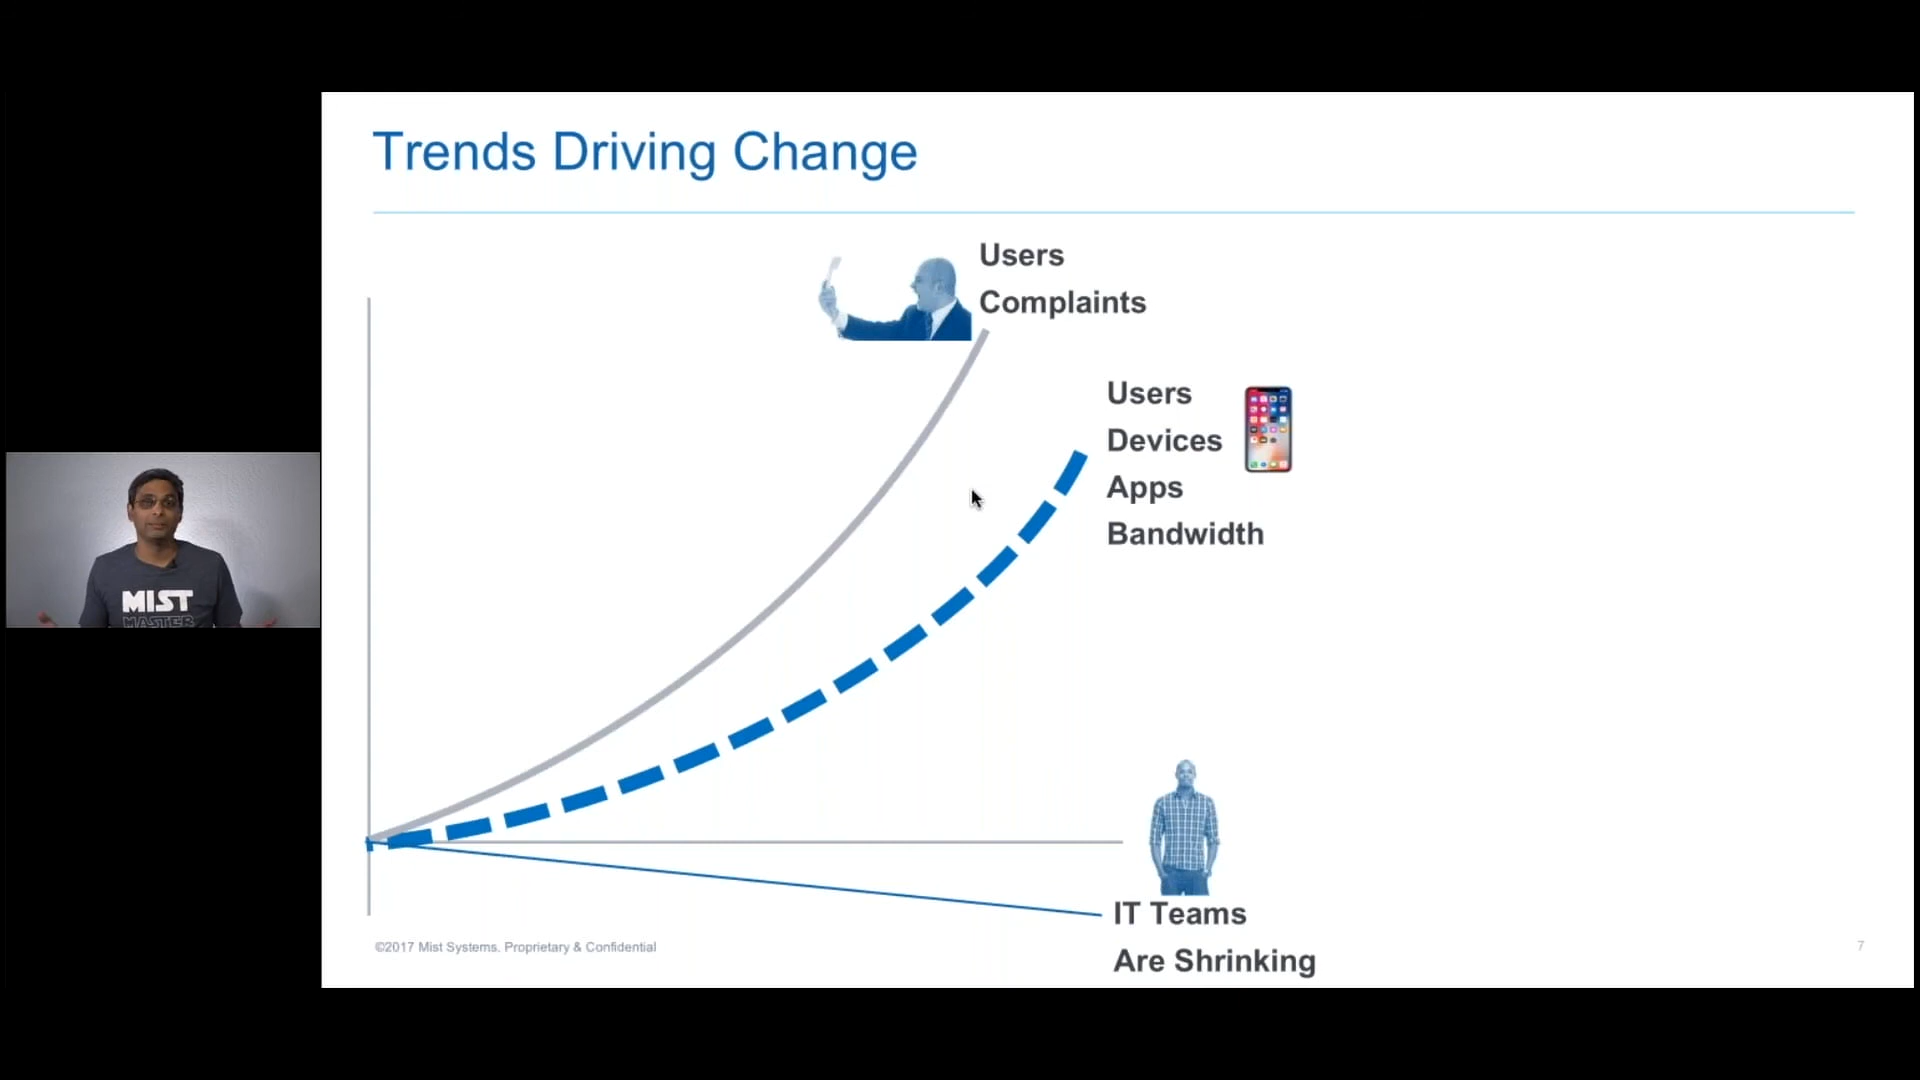 Trends Driving Change
Users
Complaints
Users
Devices
Apps
Bandwidth
IT Teams
Are Shrinking
©2017 Mist Systems. Proprietary & Confidential
7
MIST
MASTER